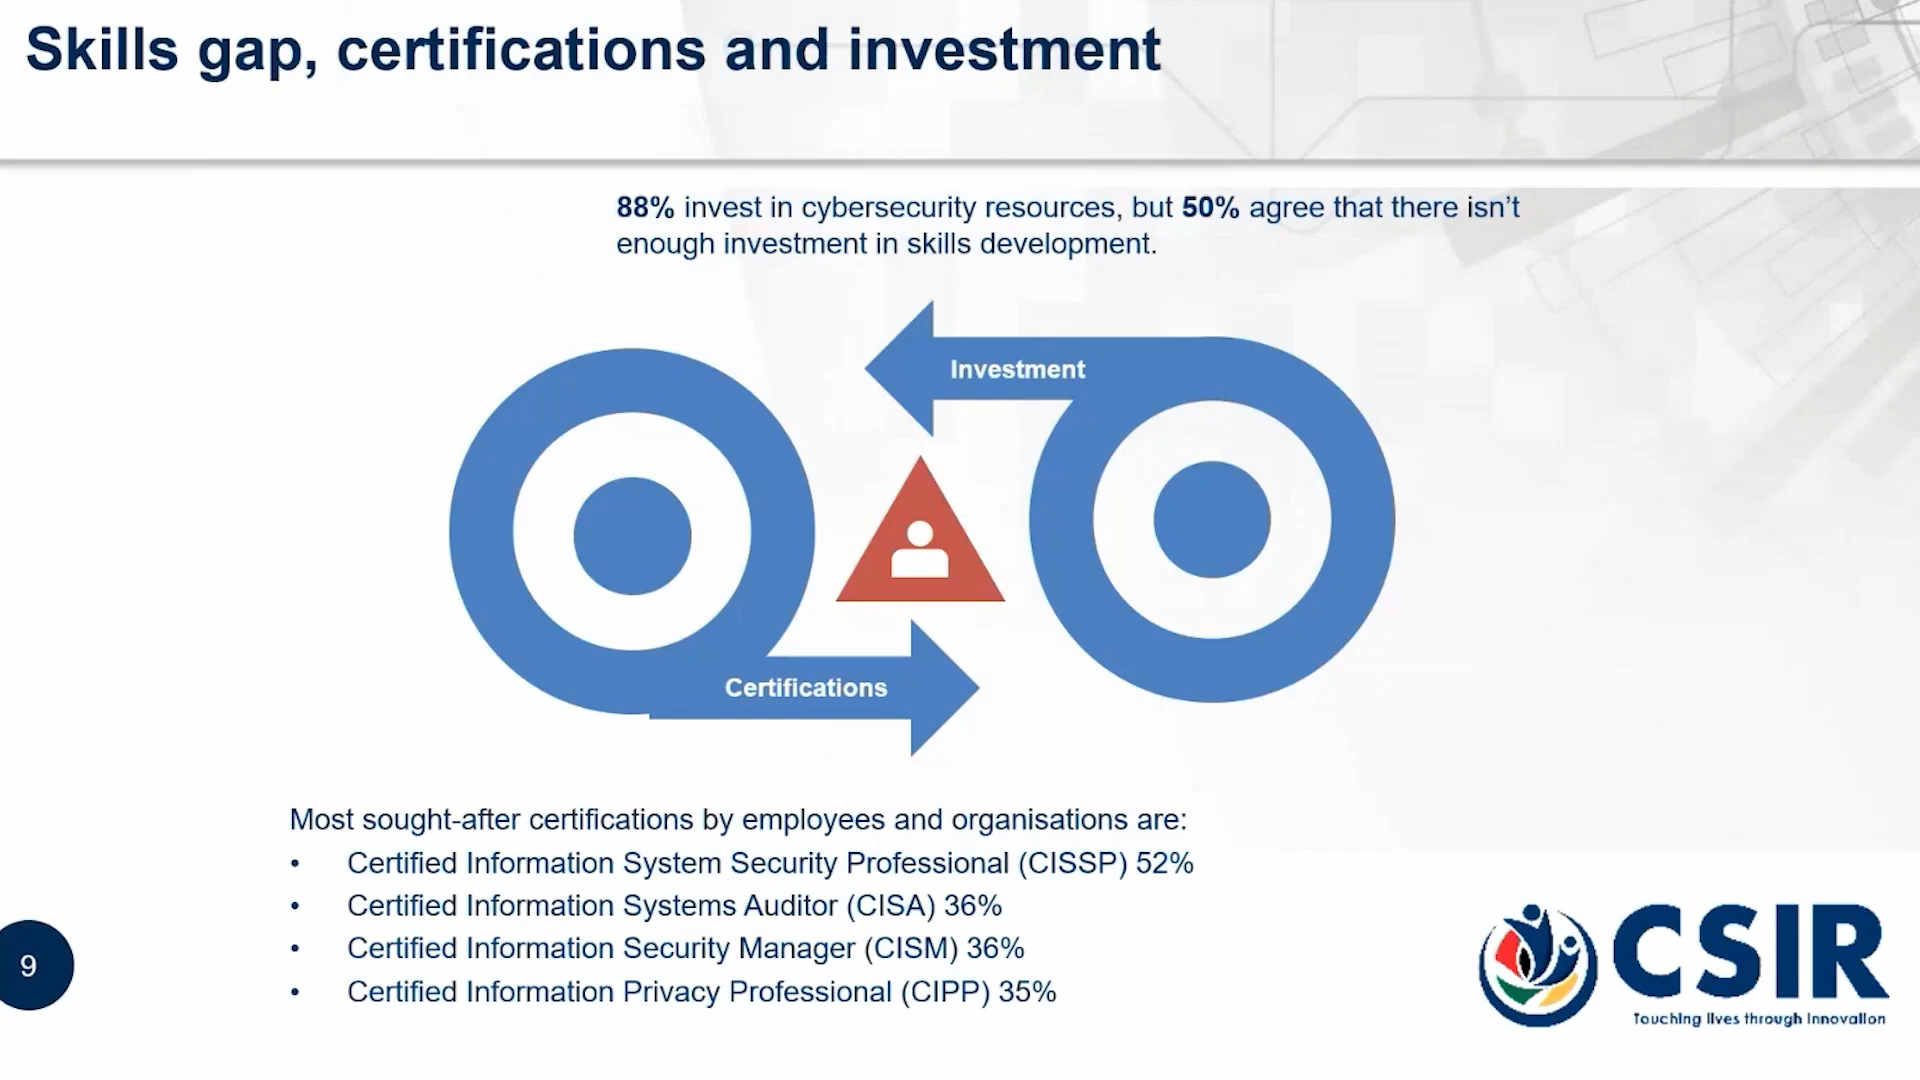 Skills gap, certifications and investment
88% invest in cybersecurity resources, but 50% agree that there isn’t
enough investment in skills development.
Investment
Certifications
Most sought-after certifications by employees and organisations are:
• Certified Information System Security Professional (CISSP) 52%
• Certified Information Systems Auditor (CISA) 36%
• Certified Information Security Manager (CISM) 36%
• Certified Information Privacy Professional (CIPP) 35%
9
CSIR
Touching lives through innovation